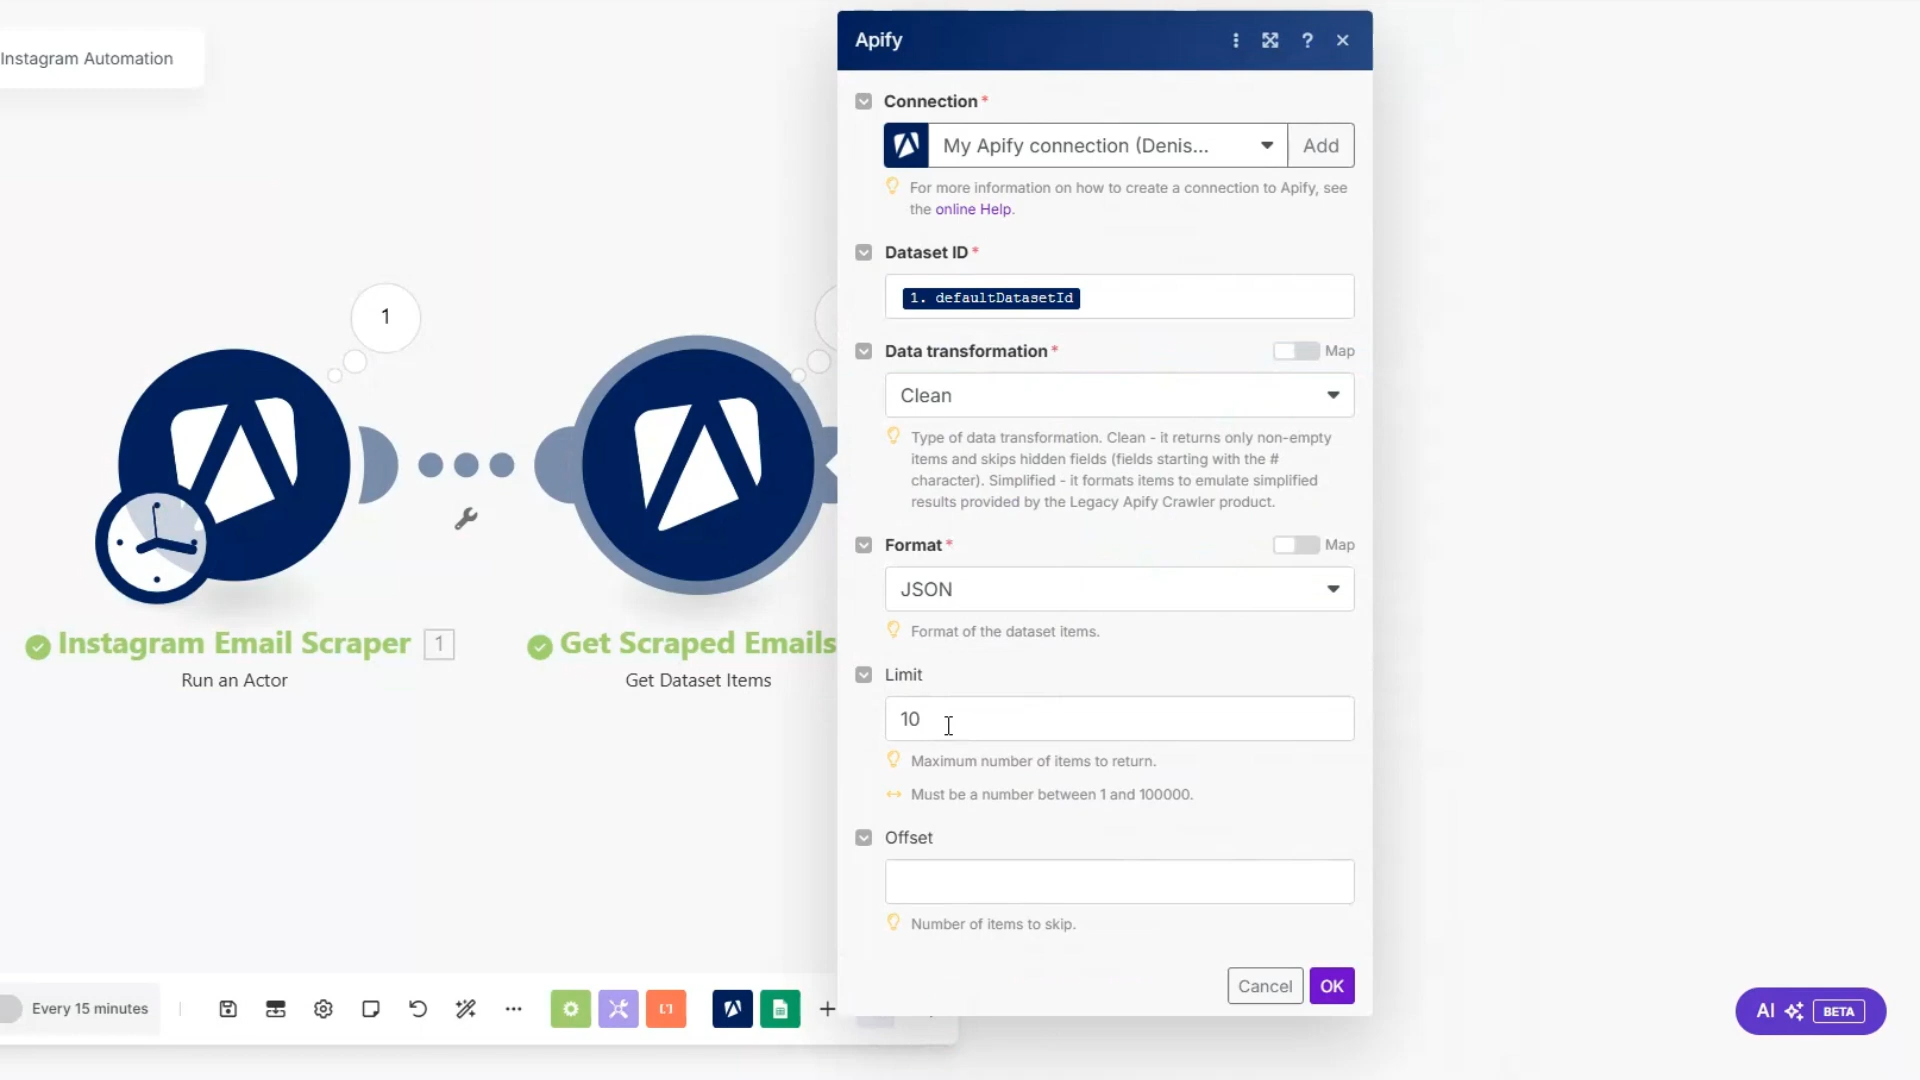 Instagram Automation
Apify
Connection *
My Apify connection (Denis...
Add
For more information on how to create a connection to Apify, see
the online Help.
Dataset ID *
1. defaultDatasetId
Data transformation *
Map
Clean
Type of data transformation. Clean - it returns only non-empty
items and skips hidden fields (fields starting with the #
character). Simplified - it formats items to emulate simplified
results provided by the Legacy Apify Crawler product.
Format *
Map
JSON
Format of the dataset items.
Limit
10
Maximum number of items to return.
Must be a number between 1 and 100000.
Offset
Number of items to skip.
Cancel
OK
1
Instagram Email Scraper 1
Run an Actor
Get Scraped Emails
Get Dataset Items
Every 15 minutes
AI BETA